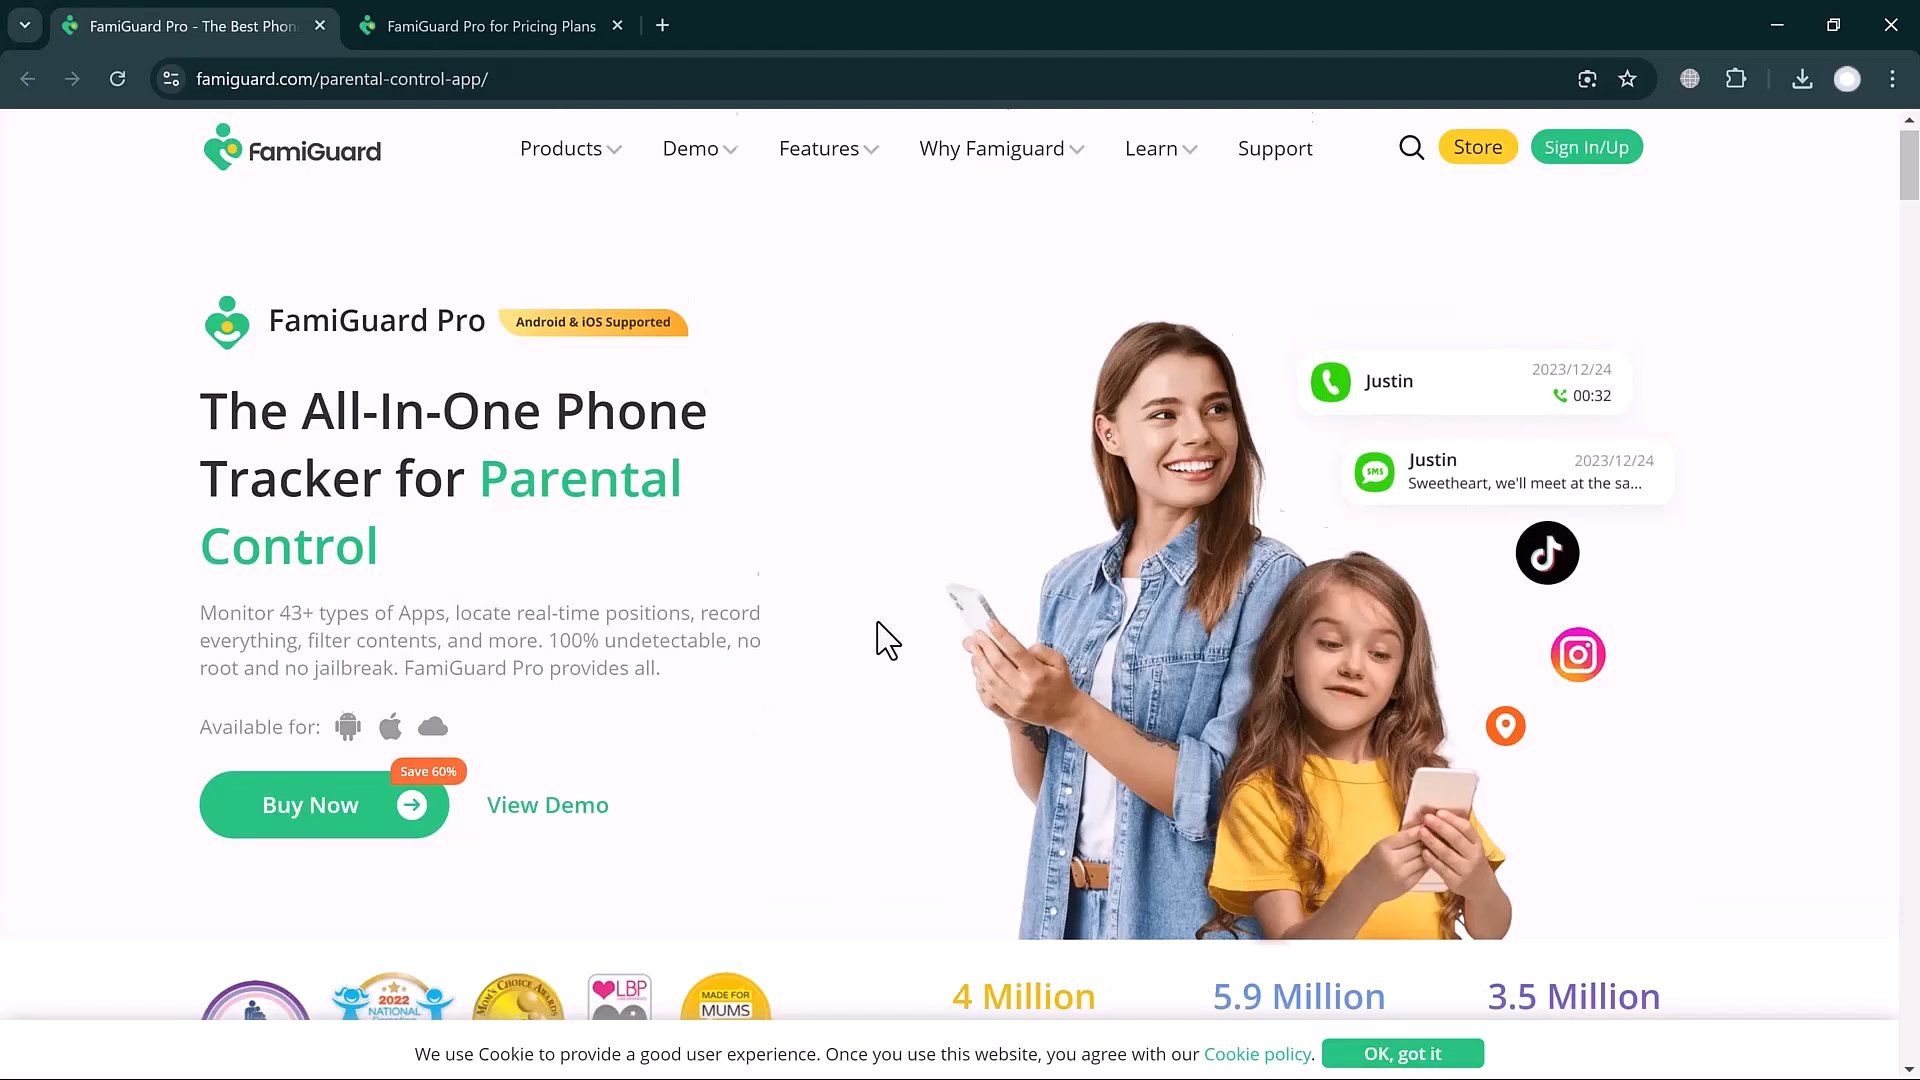 FamiGuard Pro - The Best Phon
FamiGuard Pro for Pricing Plans
famiguard.com/parental-control-app/
FamiGuard
Products
Demo
Features
Why Famiguard
Learn
Support
Store
Sign In/Up
FamiGuard Pro
Android & iOS Supported
The All-In-One Phone
Tracker for Parental
Control
Monitor 43+ types of Apps, locate real-time positions, record
everything, filter contents, and more. 100% undetectable, no
root and no jailbreak. FamiGuard Pro provides all.
Available for:
Save 60%
Buy Now
View Demo
Justin
2023/12/24
00:32
SMS
Justin
2023/12/24
Sweetheart, we'll meet at the sa...
2022
NATIONAL
MOM'S CHOICE AWARDS
LBP
MADE FOR
MUMS
4 Million
5.9 Million
3.5 Million
We use Cookie to provide a good user experience. Once you use this website, you agree with our Cookie policy.
OK, got it